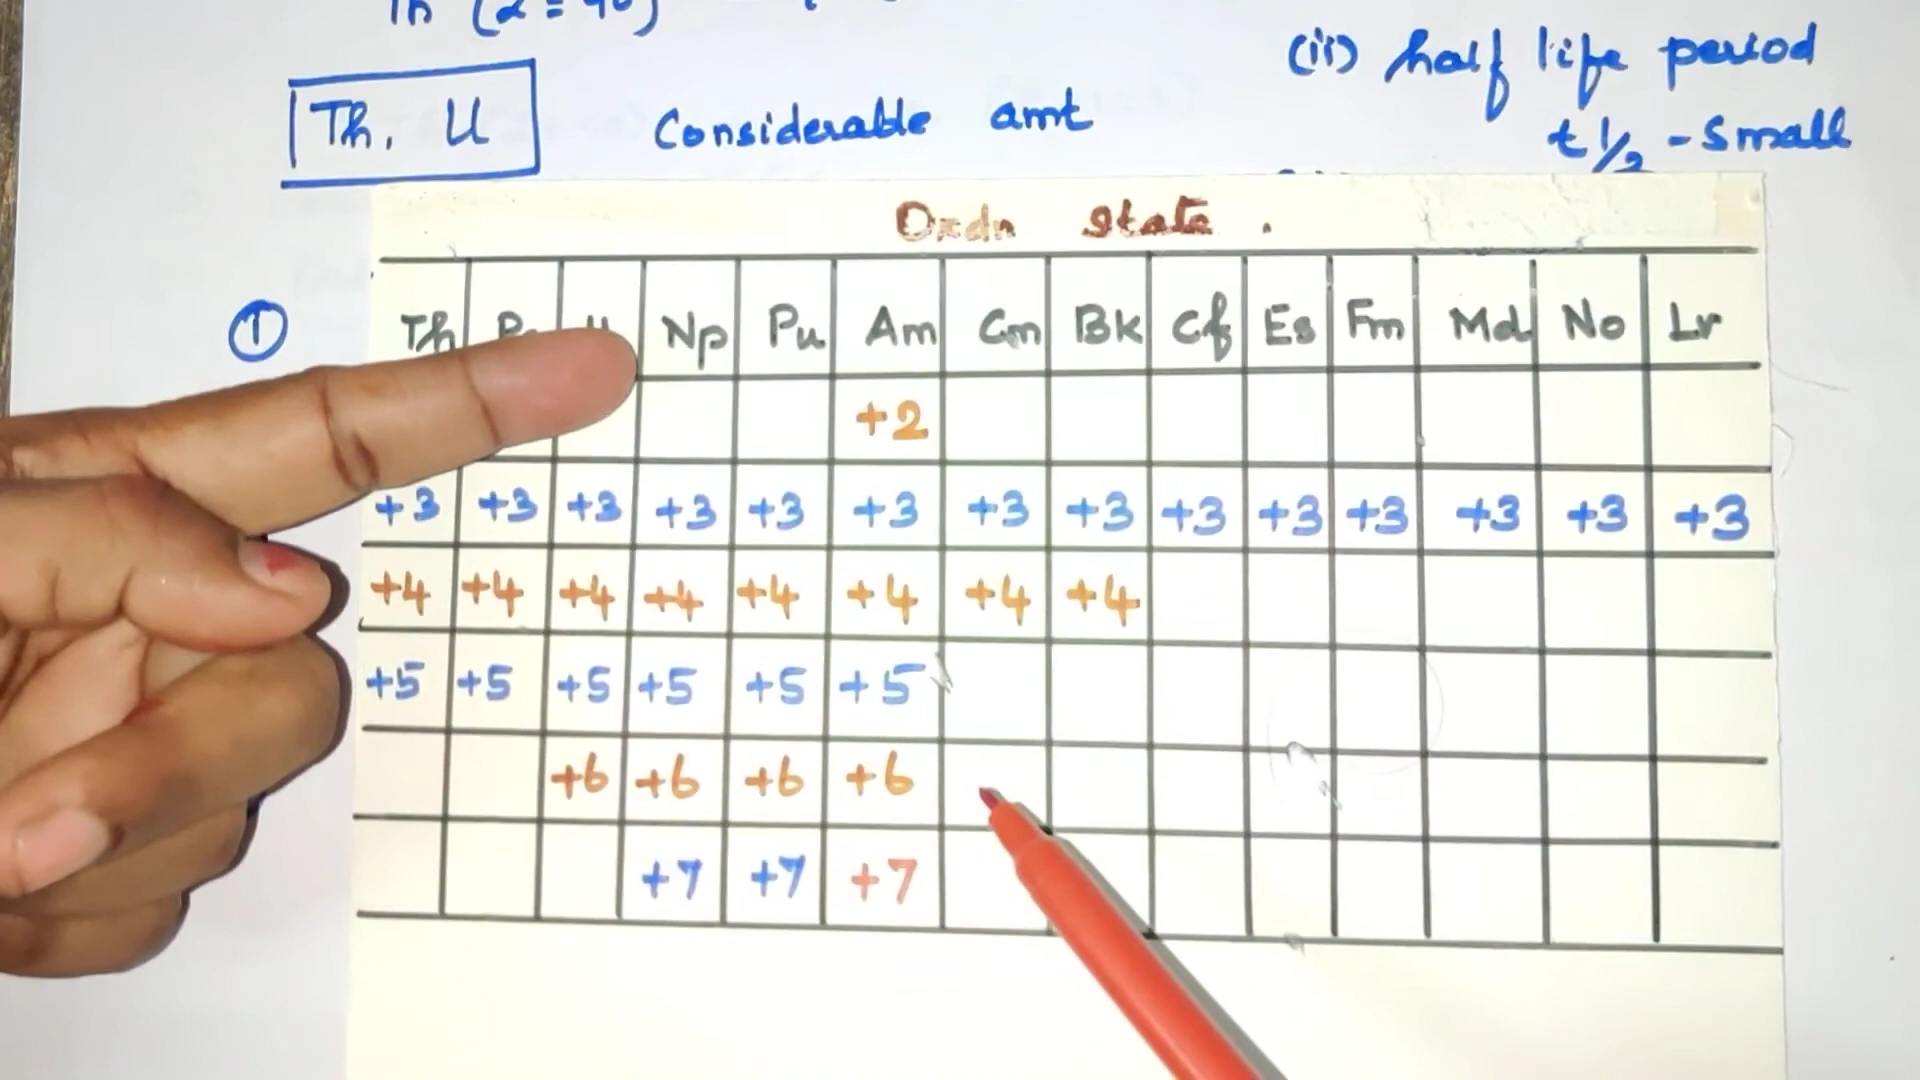 Th
(ii) half life period
Th, U Considerable amt t 1/2 - Small
Oxdn state.
① Th Np Pu Am Cm Bk Cf Es Fm Md No Lr
+2
+3 +3 +3 +3 +3 +3 +3 +3 +3 +3 +3 +3 +3 +3
+4 +4 +4 +4 +4 +4 +4 +4
+5 +5 +5 +5 +5 +5
+6 +6 +6 +6
+7 +7 +7